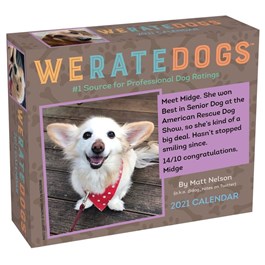 WERATEDOGS™
#1 Source for Professional Dog Ratings
Meet Midge. She won
Best in Senior Dog at the
American Rescue Dog
Show, so she's kind of a
big deal. Hasn't stopped
smiling since.
14/10 congratulations,
Midge
By Matt Nelson
2021 CALENDAR
WERATEDOGS